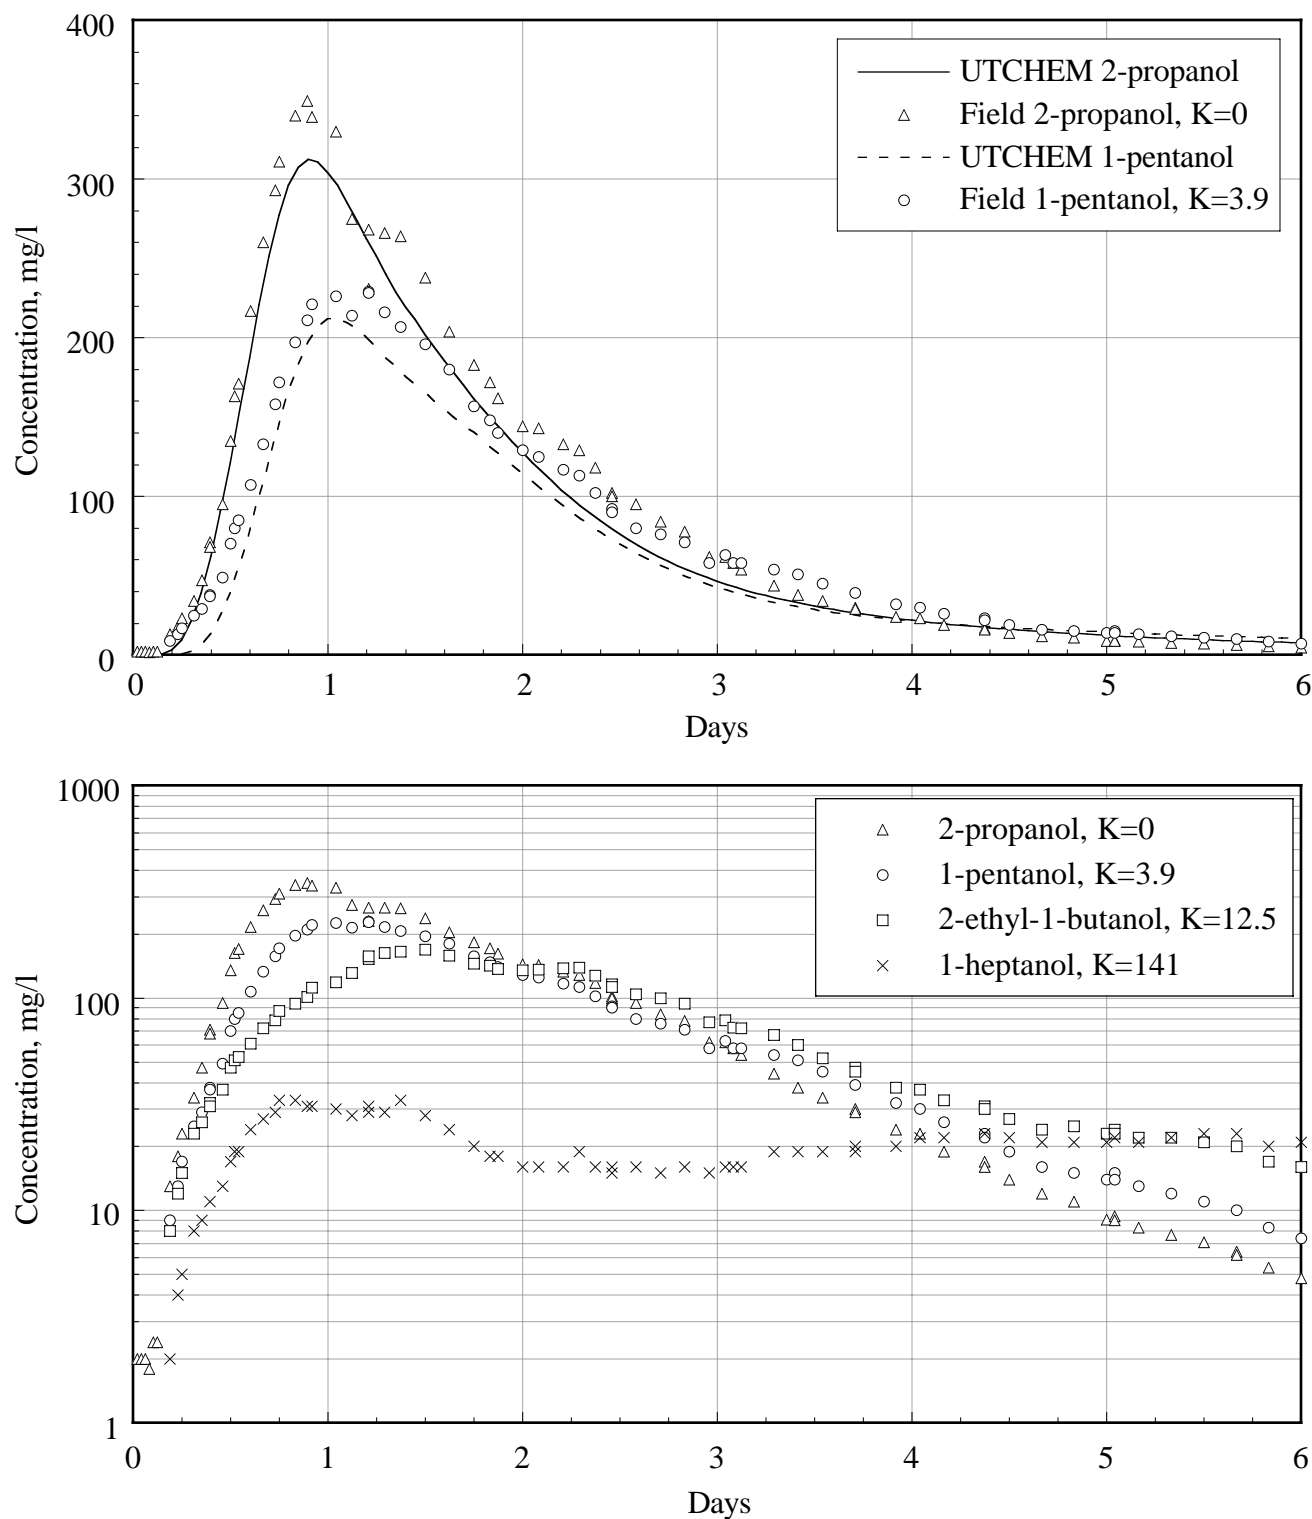 400
300
200
100
0
Concentration, mg/l
UTCHEM 2-propanol
Field 2-propanol, K=0
UTCHEM 1-pentanol
Field 1-pentanol, K=3.9
0 1 2 3 4 5 6
Days
1000
100
10
1
Concentration, mg/l
2-propanol, K=0
1-pentanol, K=3.9
2-ethyl-1-butanol, K=12.5
1-heptanol, K=141
0 1 2 3 4 5 6
Days